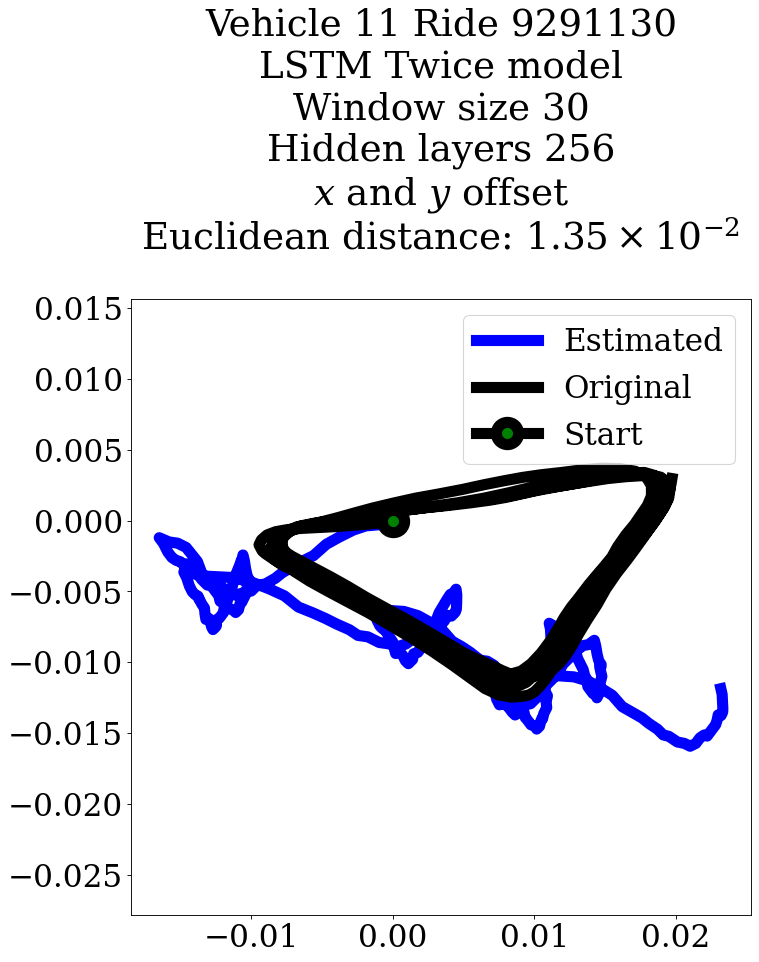 Vehicle 11 Ride 9291130
LSTM Twice model
Window size 30
Hidden layers 256
x and y offset
Euclidean distance: 1.35 × 10⁻²
Estimated
Original
Start
0.015
0.010
0.005
0.000
−0.005
−0.010
−0.015
−0.020
−0.025
−0.01 0.00 0.01 0.02